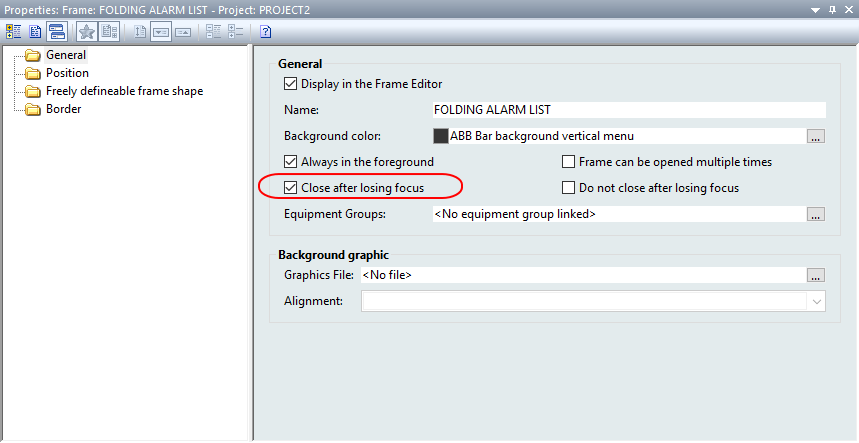 Properties: Frame: FOLDING ALARM LIST - Project: PROJECT2
General
Position
Freely defineable frame shape
Border
General
Display in the Frame Editor
Name: FOLDING ALARM LIST
Background color: ABB Bar background vertical menu ...
Always in the foreground Frame can be opened multiple times
Close after losing focus Do not close after losing focus
Equipment Groups: <No equipment group linked> ...
Background graphic
Graphics File: <No file> ...
Alignment: